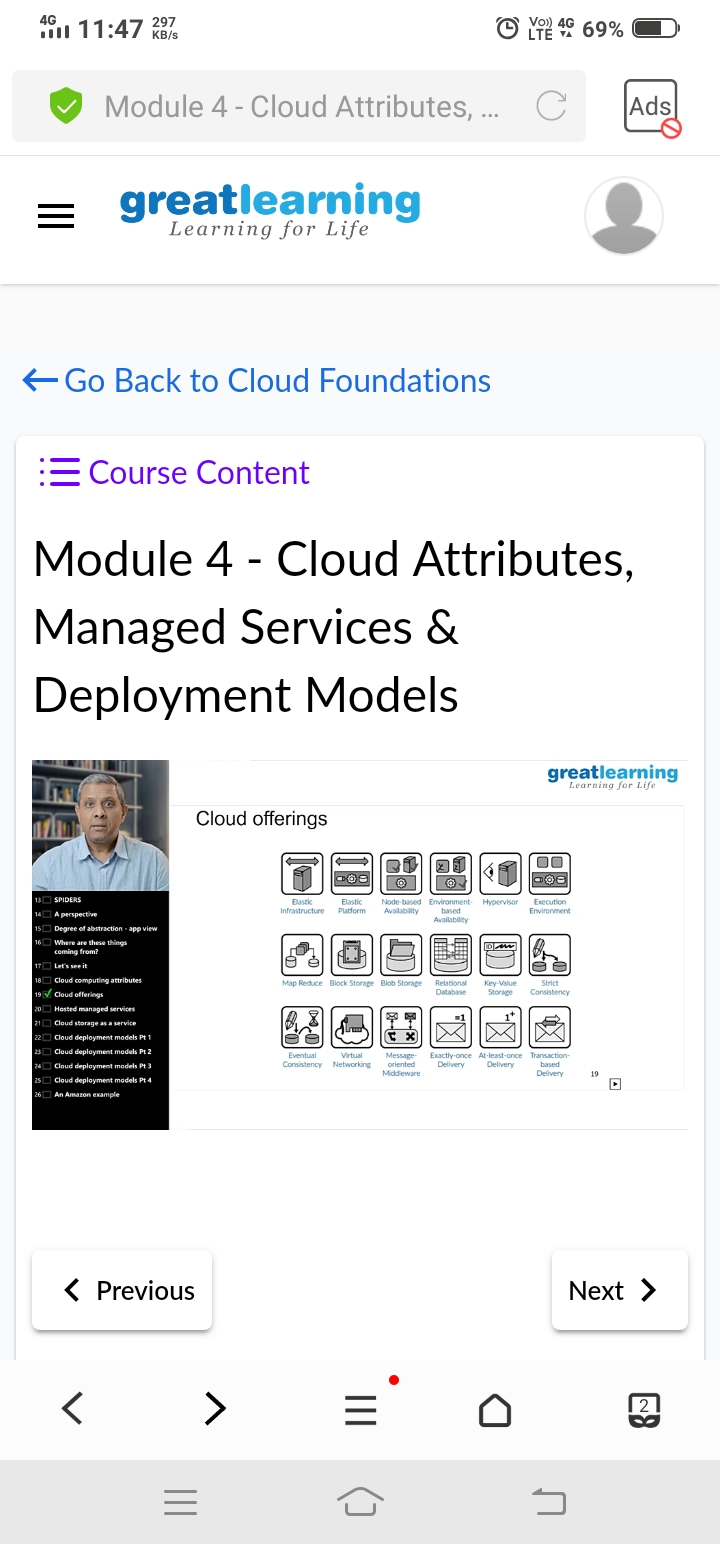 4G 11:47 297 KB/s Vo)) LTE 4G 69%
Module 4 - Cloud Attributes, ...
Ads
greatlearning
Learning for Life
Go Back to Cloud Foundations
Course Content
Module 4 - Cloud Attributes,
Managed Services &
Deployment Models
greatlearning
Learning for Life
Cloud offerings
13 SPIDERS
14 A perspective
15 Degree of abstraction - app view
16 Where are these things
coming from?
17 Let's see it
18 Cloud computing attributes
19 Cloud offerings
20 Hosted managed services
21 Cloud storage as a service
22 Cloud deployment models Pt 1
23 Cloud deployment models Pt 2
24 Cloud deployment models Pt 3
25 Cloud deployment models Pt 4
26 An Amazon example
Elastic Elastic Node-based Environment- Hypervisor Execution
Infrastructure Platform Availability based Environment
Availability
Map Reduce Block Storage Blob Storage Relational Key-Value Strict
Database Storage Consistency
=1 1+
Eventual Virtual Message- Exactly-once At-least-once Transaction-
Consistency Networking oriented Delivery Delivery based
Middleware Delivery
19
Previous
Next
2